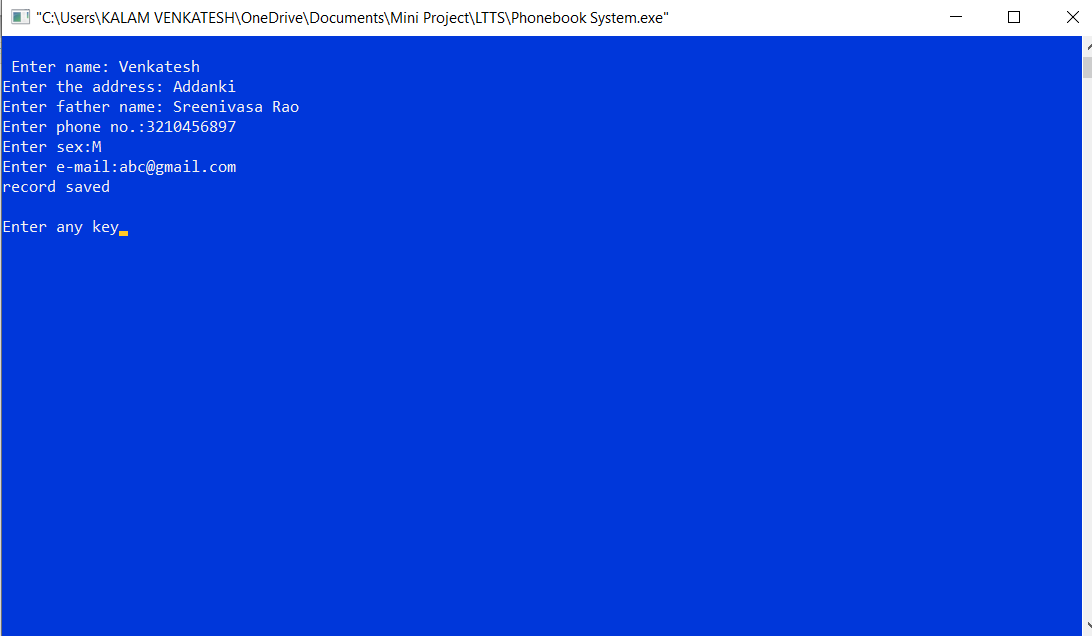 "C:\Users\KALAM VENKATESH\OneDrive\Documents\Mini Project\LTTS\Phonebook System.exe"
Enter name: Venkatesh
Enter the address: Addanki
Enter father name: Sreenivasa Rao
Enter phone no.:3210456897
Enter sex:M
Enter e-mail:abc@gmail.com
record saved
Enter any key